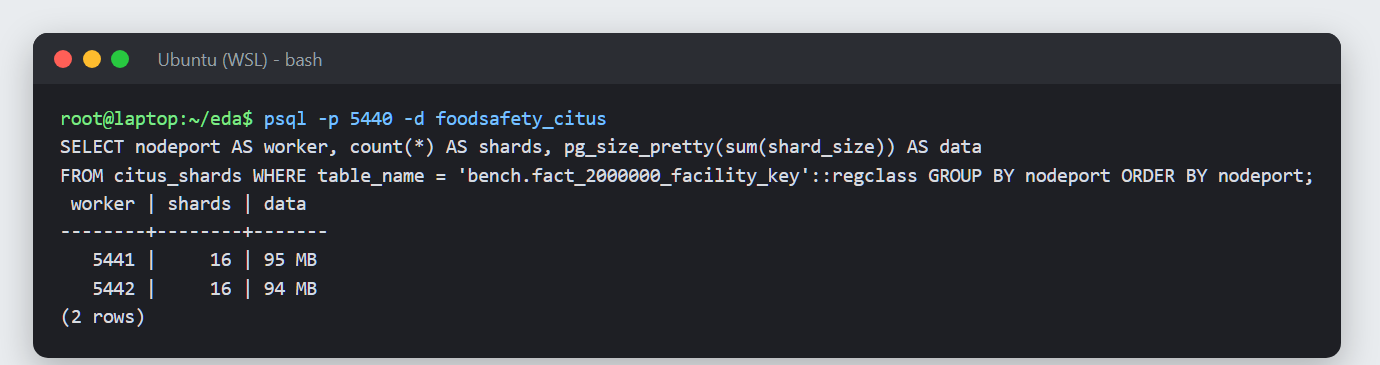 Ubuntu (WSL) - bash
root@laptop:~/eda$ psql -p 5440 -d foodsafety_citus
SELECT nodeport AS worker, count(*) AS shards, pg_size_pretty(sum(shard_size)) AS data
FROM citus_shards WHERE table_name = 'bench.fact_2000000_facility_key'::regclass GROUP BY nodeport ORDER BY nodeport;
 worker | shards | data
--------+--------+-------
   5441 |     16 | 95 MB
   5442 |     16 | 94 MB
(2 rows)